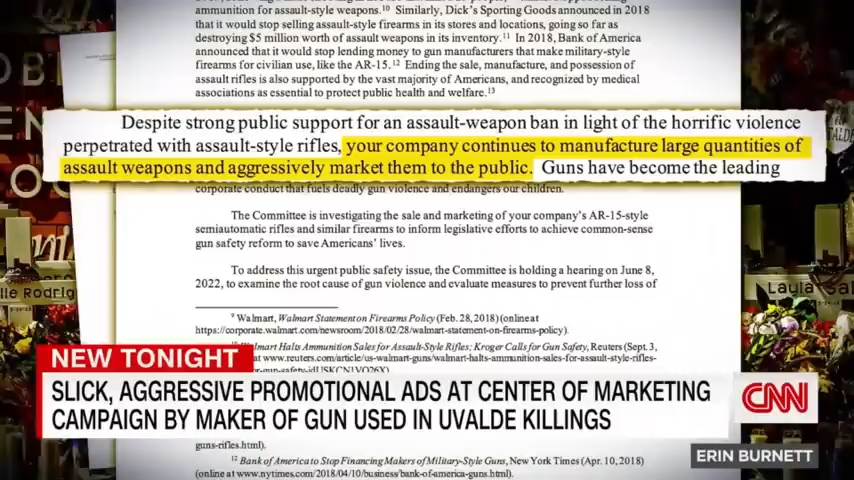 ammunition for assault-style weapons.10 Similarly, Dick's Sporting Goods announced in 2018
that it would stop selling assault-style firearms in its stores and locations, going so far as
destroying $5 million worth of assault weapons in its inventory.11 In 2018, Bank of America
announced that it would stop lending money to gun manufacturers that make military-style
firearms for civilian use, like the AR-15.12 Ending the sale, manufacture, and possession of
assault rifles is also supported by the vast majority of Americans, and recognized by medical
associations as essential to protect public health and welfare.13
Despite strong public support for an assault-weapon ban in light of the horrific violence
perpetrated with assault-style rifles, your company continues to manufacture large quantities of
assault weapons and aggressively market them to the public. Guns have become the leading
corporate conduct that fuels deadly gun violence and endangers our children.
The Committee is investigating the sale and marketing of your company's AR-15-style
semiautomatic rifles and similar firearms to inform legislative efforts to achieve common-sense
gun safety reform to save Americans' lives.
To address this urgent public safety issue, the Committee is holding a hearing on June 8,
2022, to examine the root cause of gun violence and evaluate measures to prevent further loss of
9 Walmart, Walmart Statement on Firearms Policy (Feb. 28, 2018) (online at
https://corporate.walmart.com/newsroom/2018/02/28/walmart-statement-on-firearms-policy).
Walmart Halts Ammunition Sales for Assault-Style Rifles; Kroger Calls for Gun Safety, Reuters (Sept. 3,
at www.reuters.com/article/us-walmart-guns/walmart-halts-ammunition-sales-for-assault-style-rifles-
NEW TONIGHT
SLICK, AGGRESSIVE PROMOTIONAL ADS AT CENTER OF MARKETING
CAMPAIGN BY MAKER OF GUN USED IN UVALDE KILLINGS
CNN
guns-rifles.html).
12 Bank of America to Stop Financing Makers of Military-Style Guns, New York Times (Apr. 10, 2018)
(online at www.nytimes.com/2018/04/10/business/bank-of-america-guns.html).
ERIN BURNETT